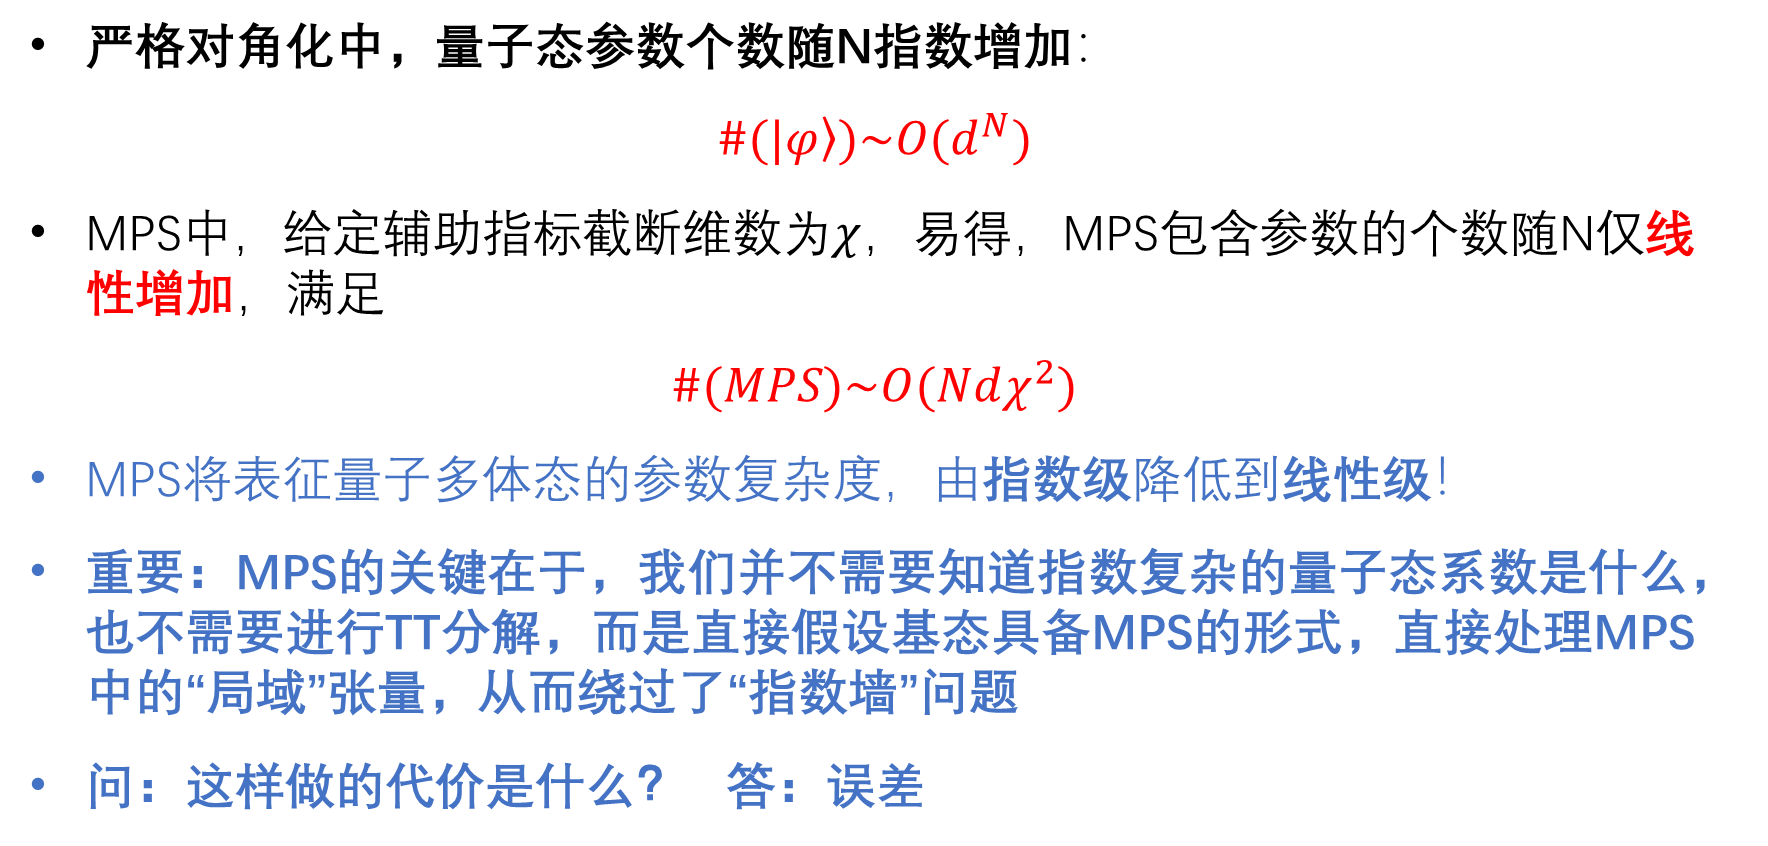 • 严格对角化中，量子态参数个数随N指数增加：
#(|φ⟩)~O(d^N)
• MPS中，给定辅助指标截断维数为χ，易得，MPS包含参数的个数随N仅线
性增加，满足
#(MPS)~O(Ndχ²)
• MPS将表征量子多体态的参数复杂度，由指数级降低到线性级！
• 重要：MPS的关键在于，我们并不需要知道指数复杂的量子态系数是什么，
也不需要进行TT分解，而是直接假设基态具备MPS的形式，直接处理MPS
中的“局域”张量，从而绕过了“指数墙”问题
• 问：这样做的代价是什么？ 答：误差